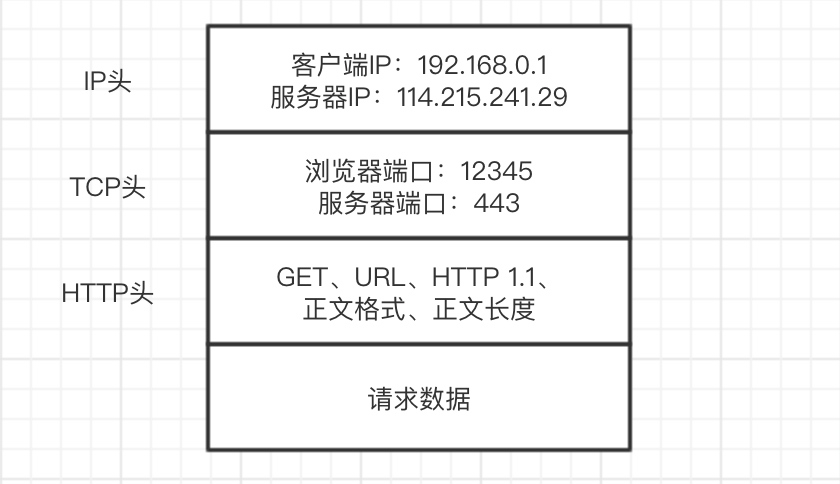 IP头
客户端IP：192.168.0.1
服务器IP：114.215.241.29
TCP头
浏览器端口：12345
服务器端口：443
HTTP头
GET、URL、HTTP 1.1、
正文格式、正文长度
请求数据